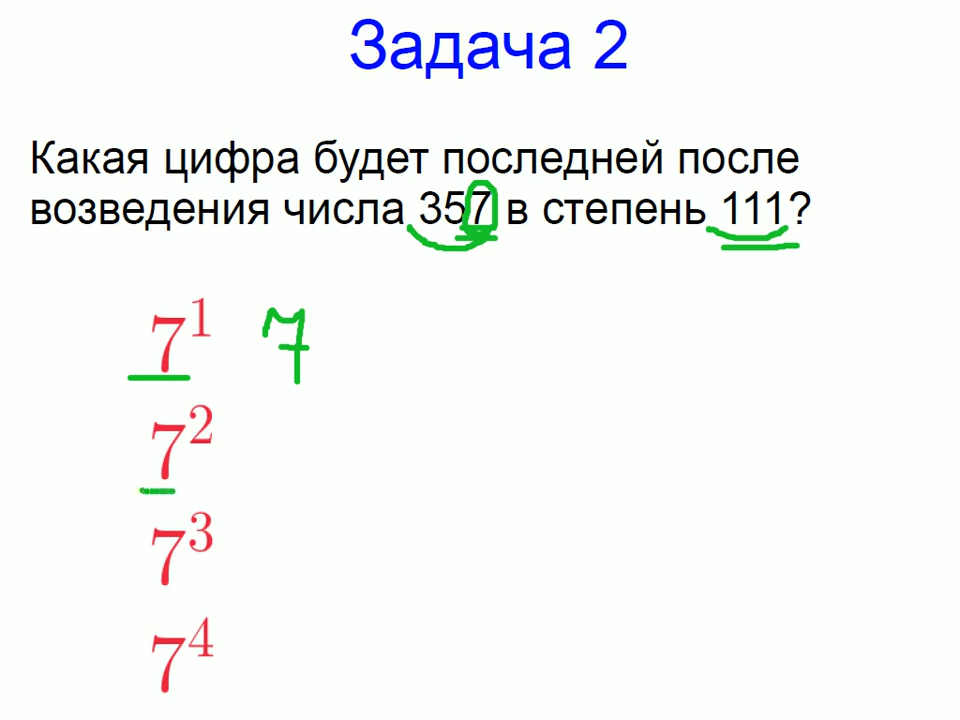 Задача 2
Какая цифра будет последней после
возведения числа 357 в степень 111?
7¹ 7
7²
7³
7⁴